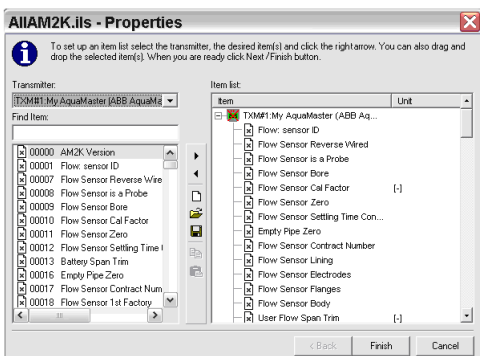 AllAM2K.ils - Properties
To set up an item list select the transmitter, the desired item(s) and click the right arrow. You can also drag and
drop the selected item(s). When you are ready click Next/Finish button.
Transmitter:
TXM#1:My AquaMaster (ABB AquaMa
Find Item:
00000 AM2K Version
00001 Flow: sensor ID
00007 Flow Sensor Reverse Wire
00008 Flow Sensor is a Probe
00009 Flow Sensor Bore
00010 Flow Sensor Cal Factor
00011 Flow Sensor Zero
00012 Flow Sensor Settling Time (
00013 Battery Span Trim
00016 Empty Pipe Zero
00017 Flow Sensor Contract Num
00018 Flow Sensor 1st Factory
Item list:
Item Unit
TXM#1:My AquaMaster (ABB Aq...
Flow: sensor ID
Flow Sensor Reverse Wired
Flow Sensor is a Probe
Flow Sensor Bore
Flow Sensor Cal Factor [-]
Flow Sensor Zero
Flow Sensor Settling Time Con...
Empty Pipe Zero
Flow Sensor Contract Number
Flow Sensor Lining
Flow Sensor Electrodes
Flow Sensor Flanges
Flow Sensor Body
User Flow Span Trim [-]
< Back Finish Cancel